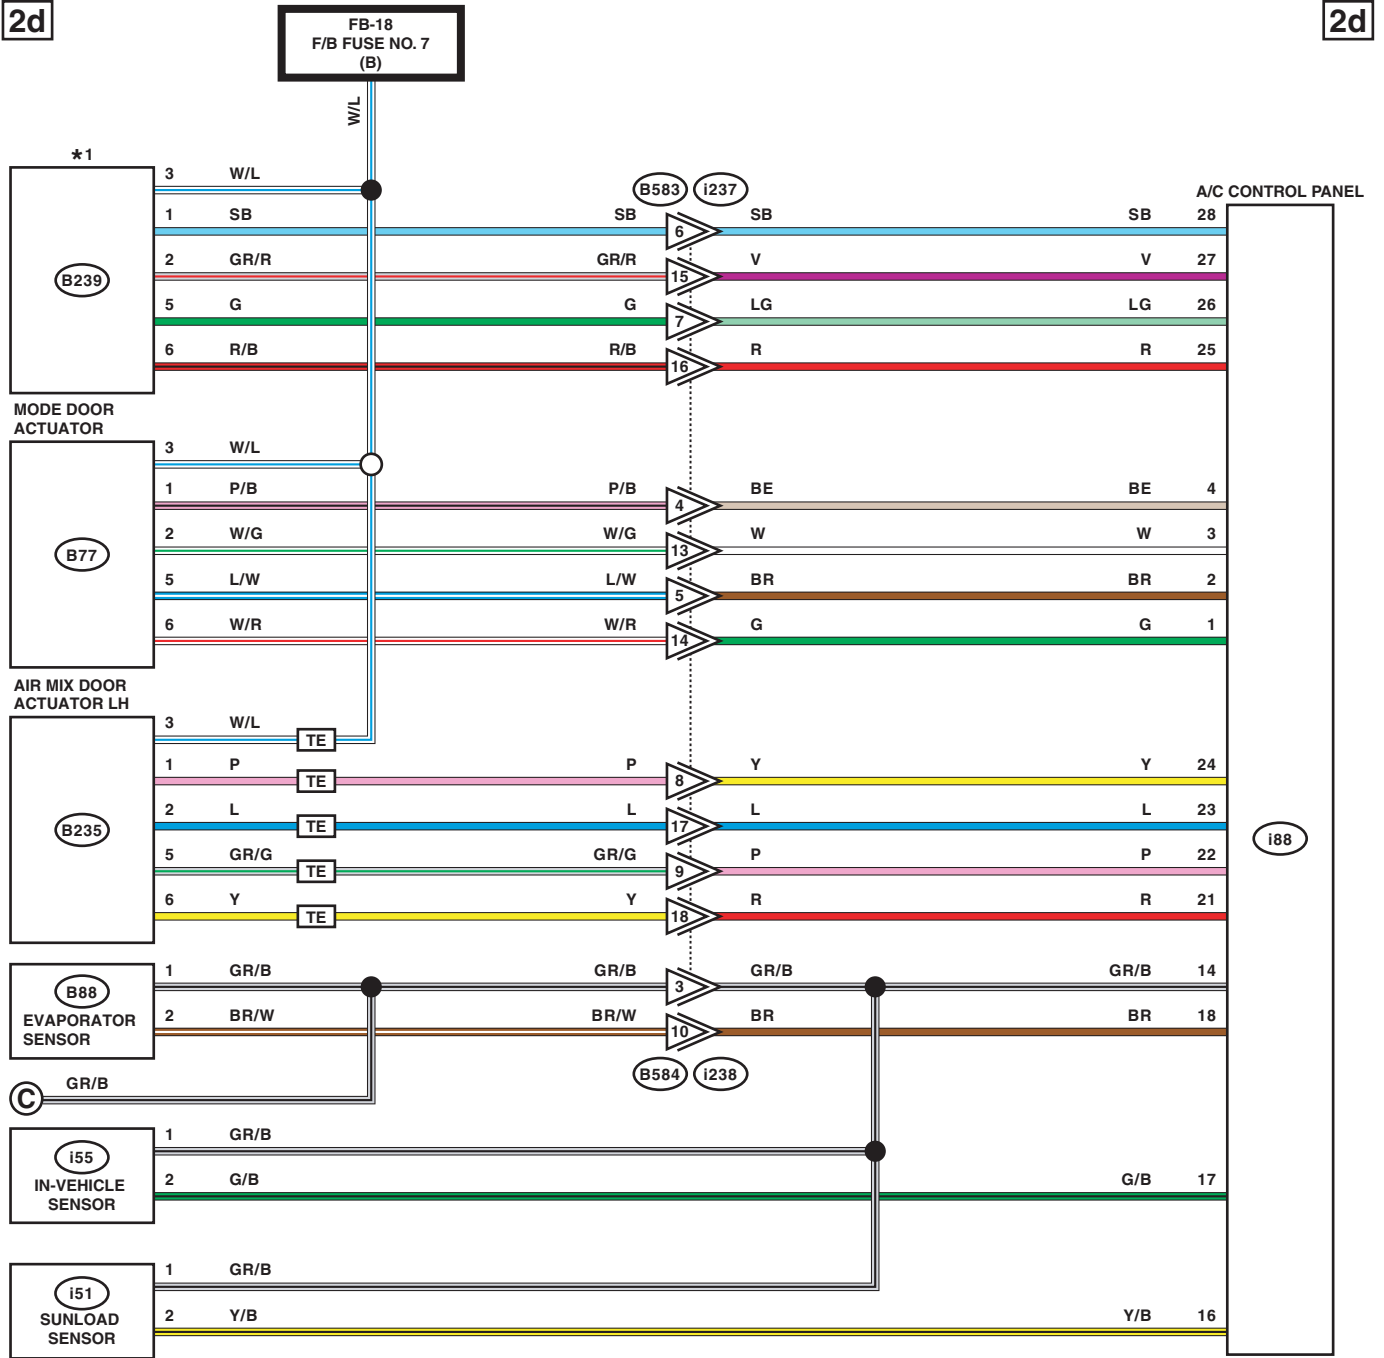 2d
2d
FB-18
F/B FUSE NO. 7
(B)
W/L
*1
3 W/L
B583 i237
A/C CONTROL PANEL
1 SB SB 6 SB SB 28
2 GR/R GR/R 15 V V 27
B239
5 G G 7 LG LG 26
6 R/B R/B 16 R R 25
MODE DOOR
ACTUATOR
3 W/L
1 P/B P/B 4 BE BE 4
2 W/G W/G 13 W W 3
B77
5 L/W L/W 5 BR BR 2
6 W/R W/R 14 G G 1
AIR MIX DOOR
ACTUATOR LH
3 W/L TE
1 P TE P 8 Y Y 24
2 L TE L 17 L L 23
B235
i88
5 GR/G TE GR/G 9 P P 22
6 Y TE Y 18 R R 21
1 GR/B GR/B 3 GR/B GR/B 14
B88
EVAPORATOR
SENSOR
2 BR/W BR/W 10 BR BR 18
B584 i238
C GR/B
1 GR/B
i55
IN-VEHICLE
SENSOR
2 G/B G/B 17
1 GR/B
i51
SUNLOAD
SENSOR
2 Y/B Y/B 16